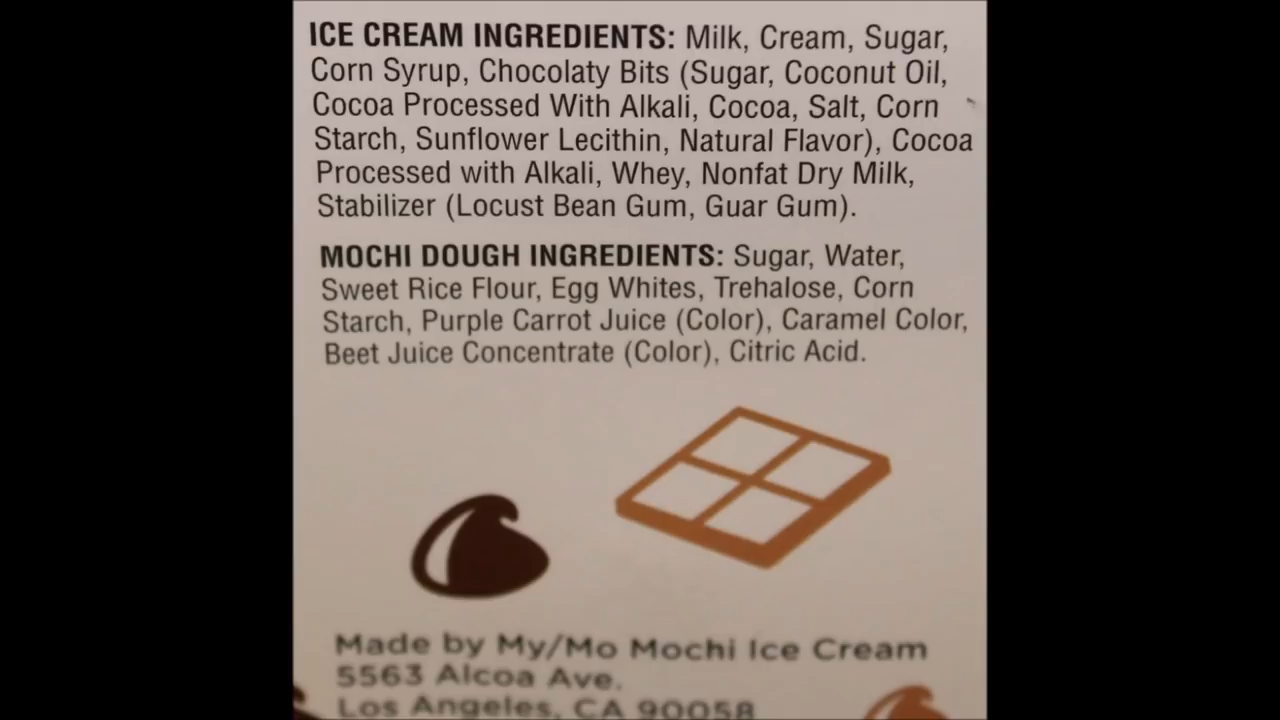 ICE CREAM INGREDIENTS: Milk, Cream, Sugar,
Corn Syrup, Chocolaty Bits (Sugar, Coconut Oil,
Cocoa Processed With Alkali, Cocoa, Salt, Corn
Starch, Sunflower Lecithin, Natural Flavor), Cocoa
Processed with Alkali, Whey, Nonfat Dry Milk,
Stabilizer (Locust Bean Gum, Guar Gum).
MOCHI DOUGH INGREDIENTS: Sugar, Water,
Sweet Rice Flour, Egg Whites, Trehalose, Corn
Starch, Purple Carrot Juice (Color), Caramel Color,
Beet Juice Concentrate (Color), Citric Acid.
Made by My/Mo Mochi Ice Cream
5563 Alcoa Ave.
Los Angeles, CA 90058